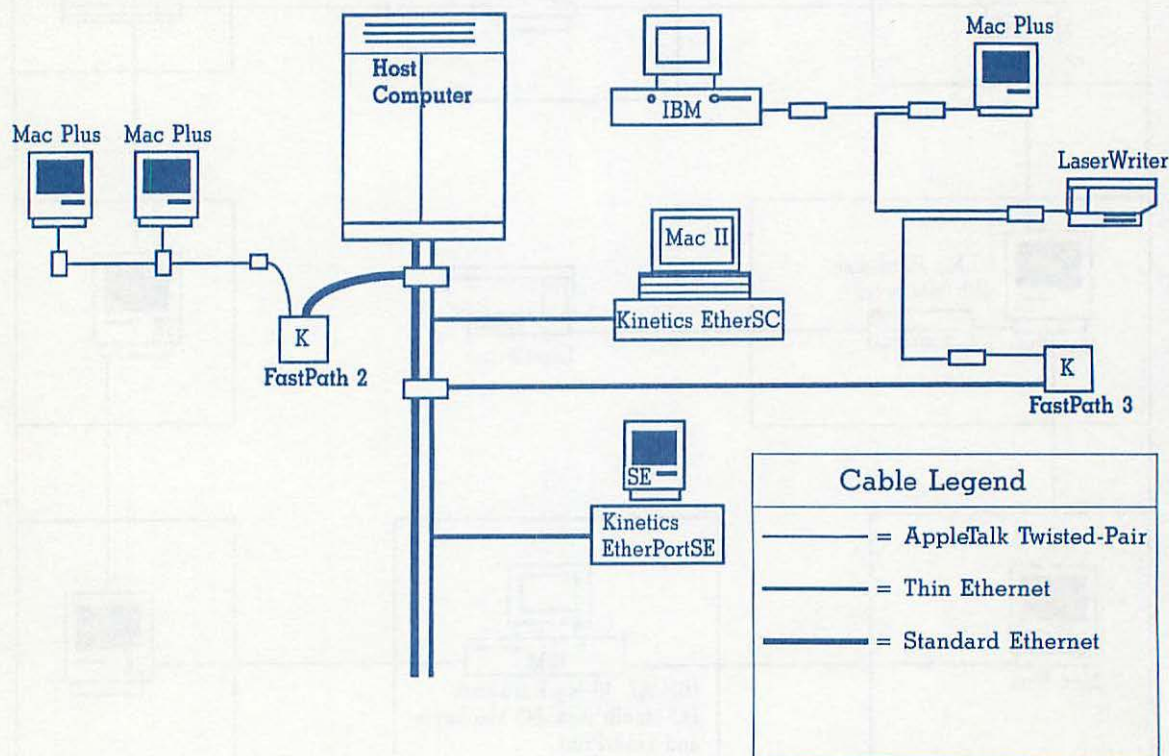 Host
Computer
Mac Plus
Mac Plus
IBM
Mac Plus
LaserWriter
Mac II
Kinetics EtherSC
K
FastPath 2
K
FastPath 3
SE
Kinetics
EtherPortSE
Cable Legend
= AppleTalk Twisted-Pair
= Thin Ethernet
= Standard Ethernet